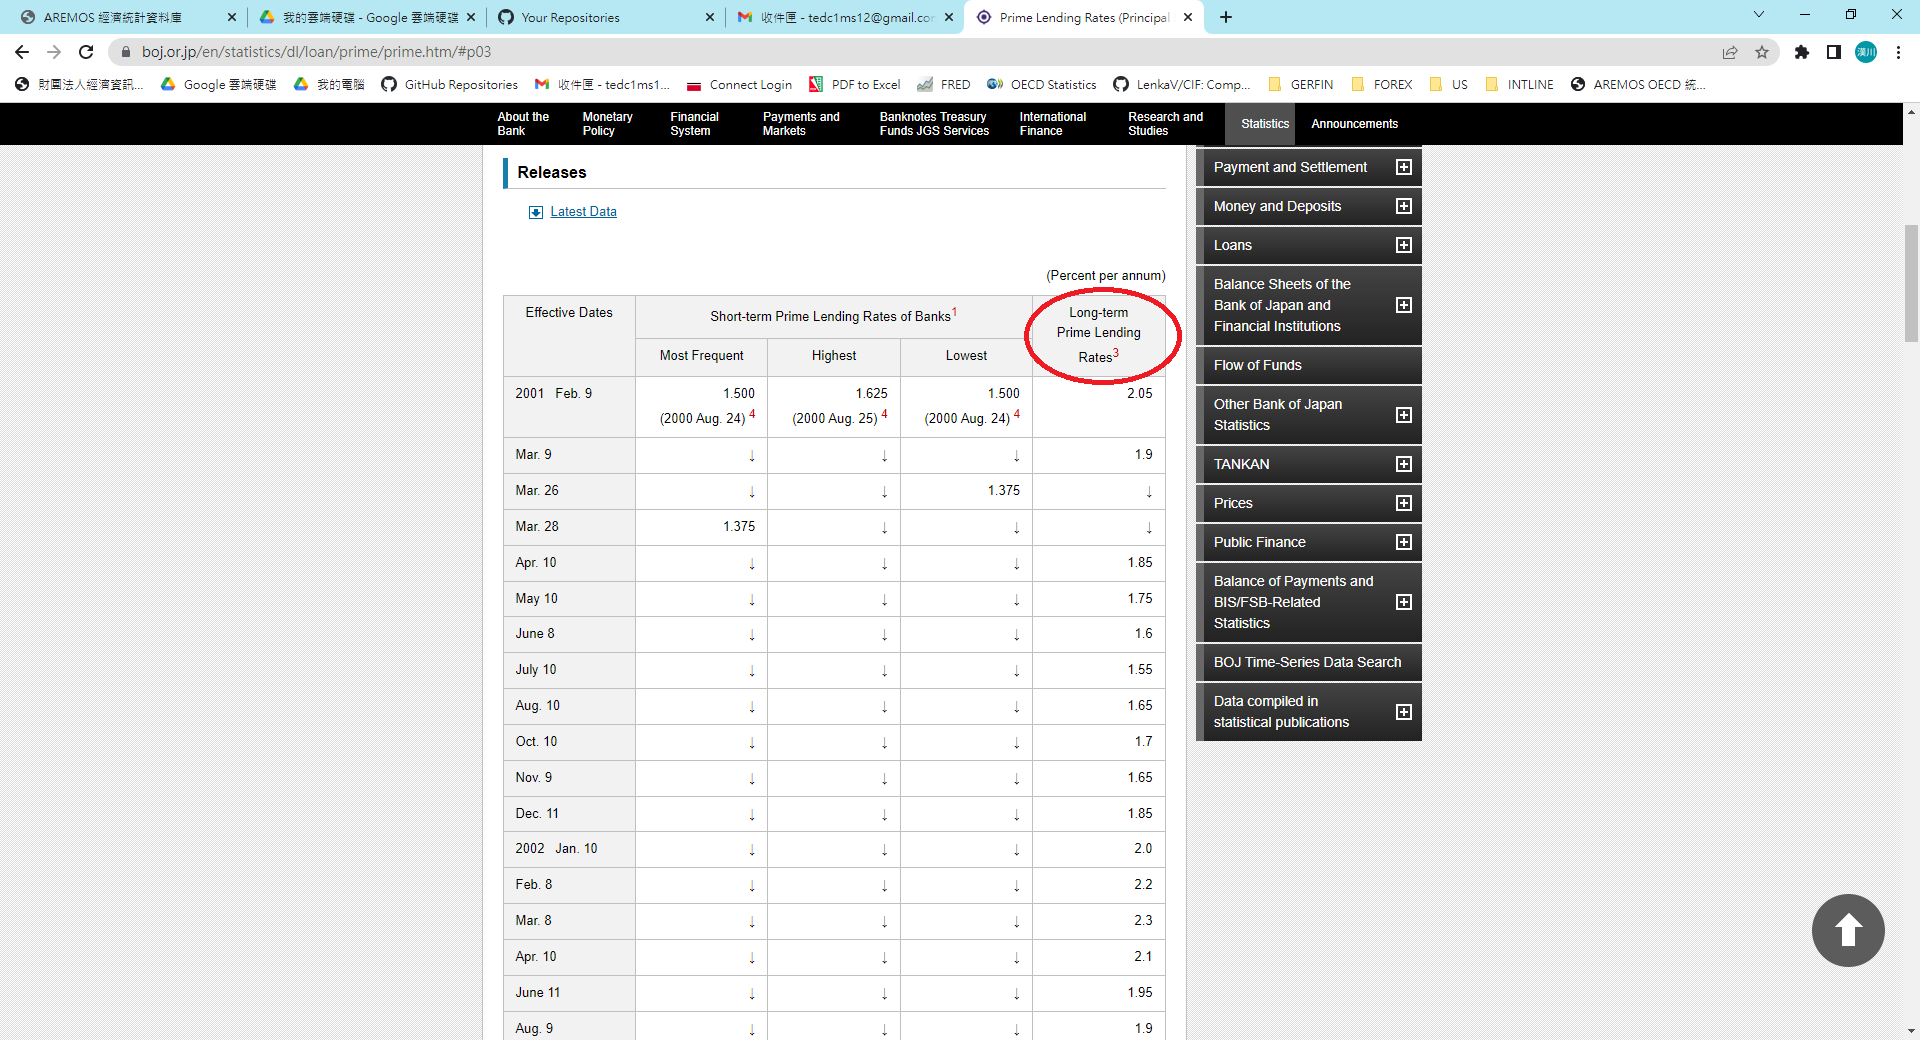 AREMOS 經濟統計資料庫
我的雲端硬碟 - Google 雲端硬碟
Your Repositories
收件匣 - tedc1ms12@gmail.cor
Prime Lending Rates (Principal
boj.or.jp/en/statistics/dl/loan/prime/prime.htm/#p03
漢川
財團法人經濟資訊...
Google 雲端硬碟
我的電腦
GitHub Repositories
收件匣 - tedc1ms1...
Connect Login
PDF to Excel
FRED
OECD Statistics
LenkaV/CIF: Comp...
GERFIN
FOREX
US
INTLINE
AREMOS OECD 統...
About the
Bank
Monetary
Policy
Financial
System
Payments and
Markets
Banknotes Treasury
Funds JGS Services
International
Finance
Research and
Studies
Statistics
Announcements
Releases
Latest Data
(Percent per annum)
Effective Dates
Short-term Prime Lending Rates of Banks1
Long-term
Prime Lending
Rates3
Most Frequent Highest Lowest
2001 Feb. 9 1.500 1.625 1.500 2.05
(2000 Aug. 24) 4 (2000 Aug. 25) 4 (2000 Aug. 24) 4
Mar. 9 ↓ ↓ ↓ 1.9
Mar. 26 ↓ ↓ 1.375 ↓
Mar. 28 1.375 ↓ ↓ ↓
Apr. 10 ↓ ↓ ↓ 1.85
May 10 ↓ ↓ ↓ 1.75
June 8 ↓ ↓ ↓ 1.6
July 10 ↓ ↓ ↓ 1.55
Aug. 10 ↓ ↓ ↓ 1.65
Oct. 10 ↓ ↓ ↓ 1.7
Nov. 9 ↓ ↓ ↓ 1.65
Dec. 11 ↓ ↓ ↓ 1.85
2002 Jan. 10 ↓ ↓ ↓ 2.0
Feb. 8 ↓ ↓ ↓ 2.2
Mar. 8 ↓ ↓ ↓ 2.3
Apr. 10 ↓ ↓ ↓ 2.1
June 11 ↓ ↓ ↓ 1.95
Aug. 9 ↓ ↓ ↓ 1.9
Payment and Settlement
Money and Deposits
Loans
Balance Sheets of the
Bank of Japan and
Financial Institutions
Flow of Funds
Other Bank of Japan
Statistics
TANKAN
Prices
Public Finance
Balance of Payments and
BIS/FSB-Related
Statistics
BOJ Time-Series Data Search
Data compiled in
statistical publications